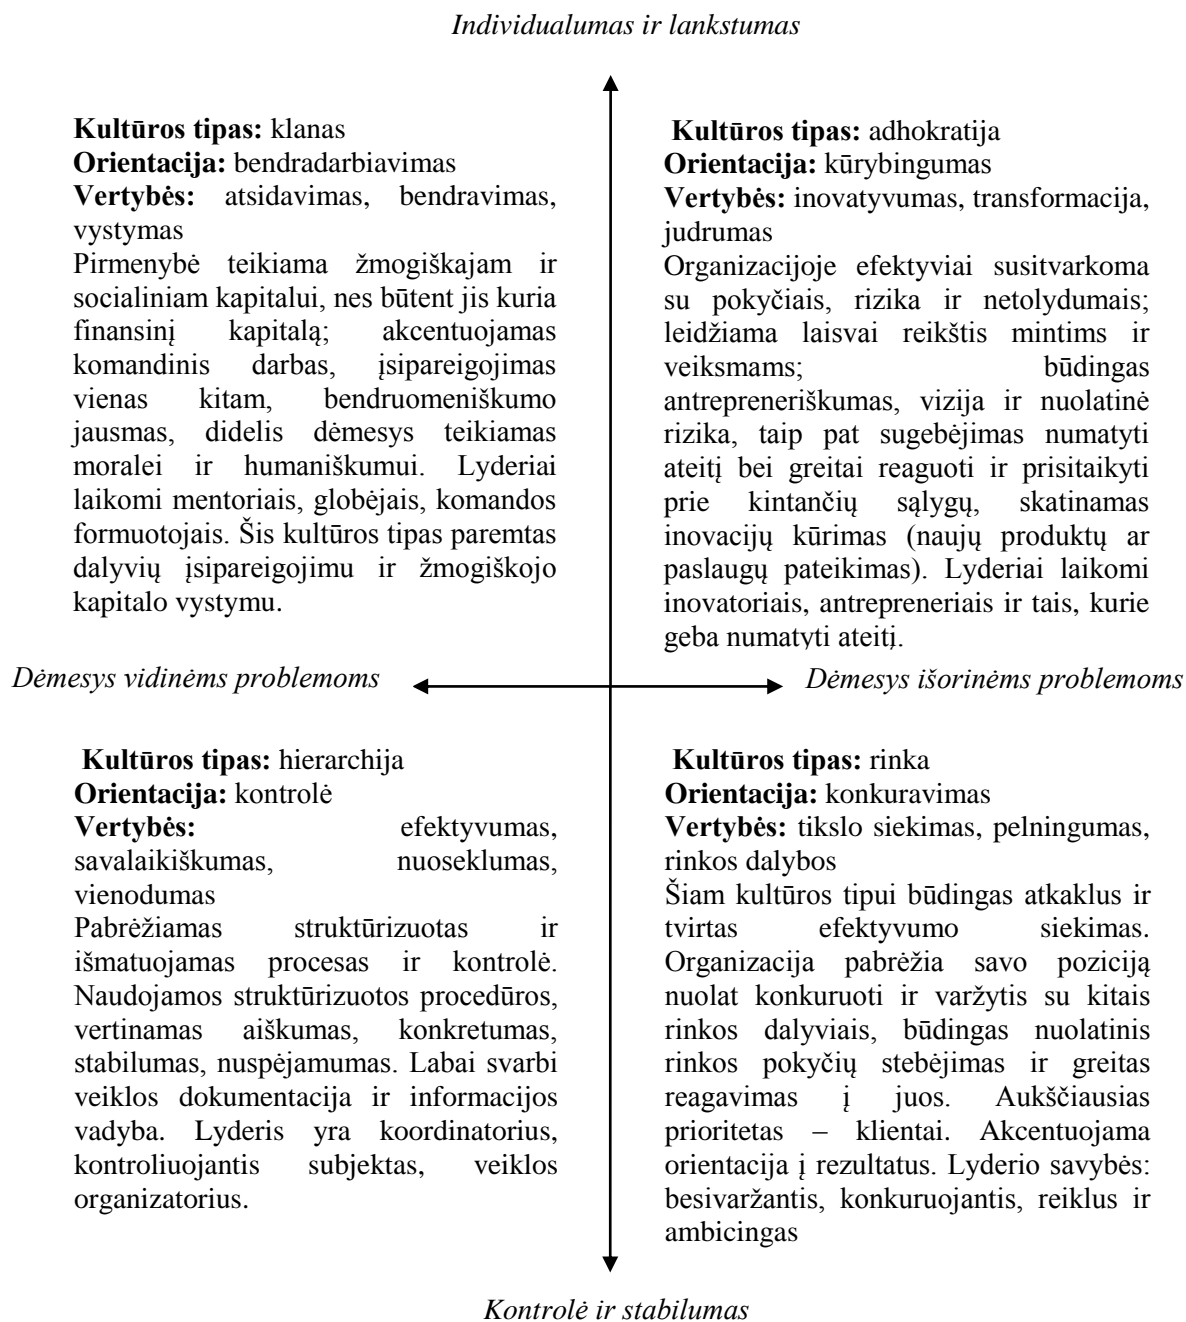 Individualumas ir lankstumas
Kultūros tipas: klanas
Orientacija: bendradarbiavimas
Vertybės: atsidavimas, bendravimas,
vystymas
Pirmenybė teikiama žmogiškajam ir
socialiniam kapitalui, nes būtent jis kuria
finansinį kapitalą; akcentuojamas
komandinis darbas, įsipareigojimas
vienas kitam, bendruomeniškumo
jausmas, didelis dėmesys teikiamas
moralei ir humaniškumui. Lyderiai
laikomi mentoriais, globėjais, komandos
formuotojais. Šis kultūros tipas paremtas
dalyvių įsipareigojimu ir žmogiškojo
kapitalo vystymu.
Kultūros tipas: adhokratija
Orientacija: kūrybingumas
Vertybės: inovatyvumas, transformacija,
judrumas
Organizacijoje efektyviai susitvarkoma
su pokyčiais, rizika ir netolydumais;
leidžiama laisvai reikštis mintims ir
veiksmams; būdingas
antrepreneriškumas, vizija ir nuolatinė
rizika, taip pat sugebėjimas numatyti
ateitį bei greitai reaguoti ir prisitaikyti
prie kintančių sąlygų, skatinamas
inovacijų kūrimas (naujų produktų ar
paslaugų pateikimas). Lyderiai laikomi
inovatoriais, antrepreneriais ir tais, kurie
geba numatyti ateitį.
Dėmesys vidinėms problemoms
Dėmesys išorinėms problemoms
Kultūros tipas: hierarchija
Orientacija: kontrolė
Vertybės: efektyvumas,
savalaikiškumas, nuoseklumas,
vienodumas
Pabrėžiamas struktūrizuotas ir
išmatuojamas procesas ir kontrolė.
Naudojamos struktūrizuotos procedūros,
vertinamas aiškumas, konkretumas,
stabilumas, nuspėjamumas. Labai svarbi
veiklos dokumentacija ir informacijos
vadyba. Lyderis yra koordinatorius,
kontroliuojantis subjektas, veiklos
organizatorius.
Kultūros tipas: rinka
Orientacija: konkuravimas
Vertybės: tikslo siekimas, pelningumas,
rinkos dalybos
Šiam kultūros tipui būdingas atkaklus ir
tvirtas efektyvumo siekimas.
Organizacija pabrėžia savo poziciją
nuolat konkuruoti ir varžytis su kitais
rinkos dalyviais, būdingas nuolatinis
rinkos pokyčių stebėjimas ir greitas
reagavimas į juos. Aukščiausias
prioritetas – klientai. Akcentuojama
orientacija į rezultatus. Lyderio savybės:
besivaržantis, konkuruojantis, reiklus ir
ambicingas
Kontrolė ir stabilumas